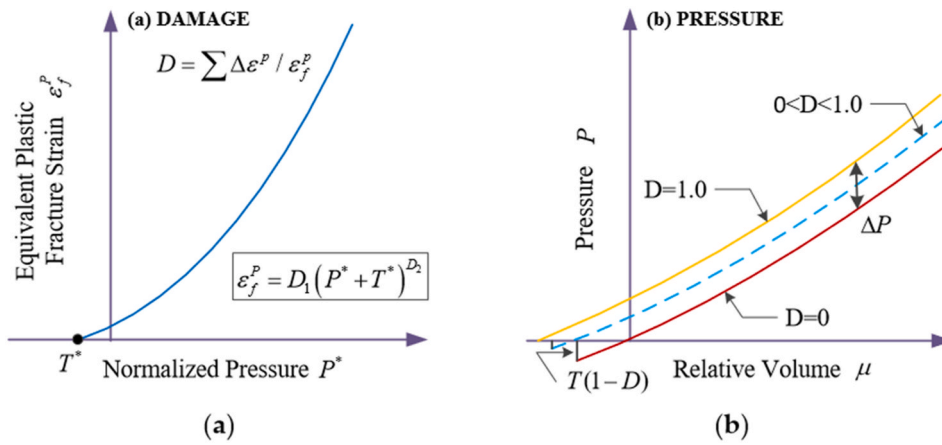 (a) DAMAGE
D = ∑ Δε^p / ε_f^p
Equivalent Plastic
Fracture Strain ε_f^P
ε_f^P = D_1(P^* + T^*)^{D_2}
T^*
Normalized Pressure P^*
(a)
(b) PRESSURE
0<D<1.0
Pressure P
D=1.0
ΔP
D=0
T(1−D)
Relative Volume μ
(b)